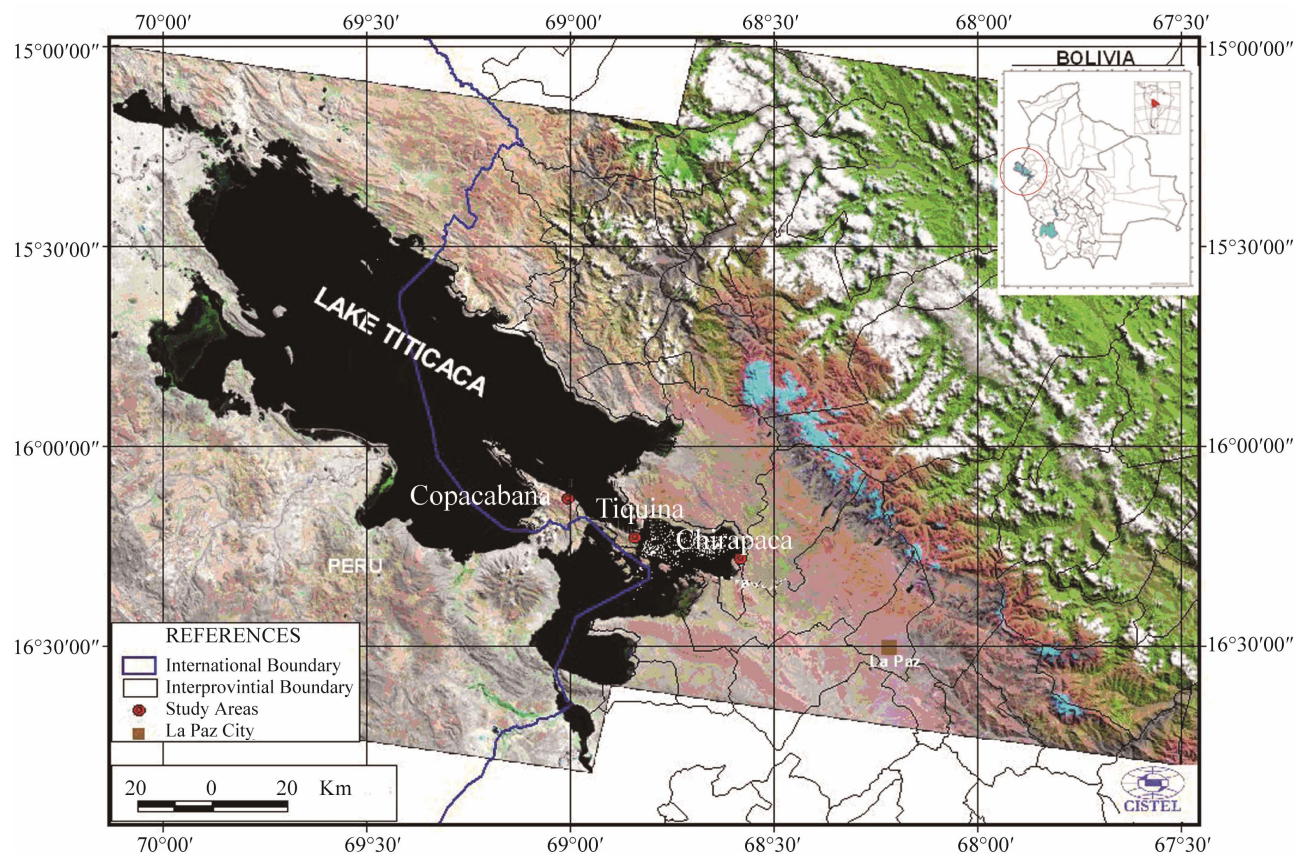 70°00′ 69°30′ 69°00′ 68°30′ 68°00′ 67°30′
15°00′00″ 15°00′00″
BOLIVIA
15°30′00″ 15°30′00″
LAKE TITICACA
16°00′00″ 16°00′00″
Copacabana
Tiquina
Chirapaca
PERU
16°30′00″ 16°30′00″
La Paz
REFERENCES
International Boundary
Interprovintial Boundary
Study Areas
La Paz City
20 0 20 Km
CISTEL
70°00′ 69°30′ 69°00′ 68°30′ 68°00′ 67°30′